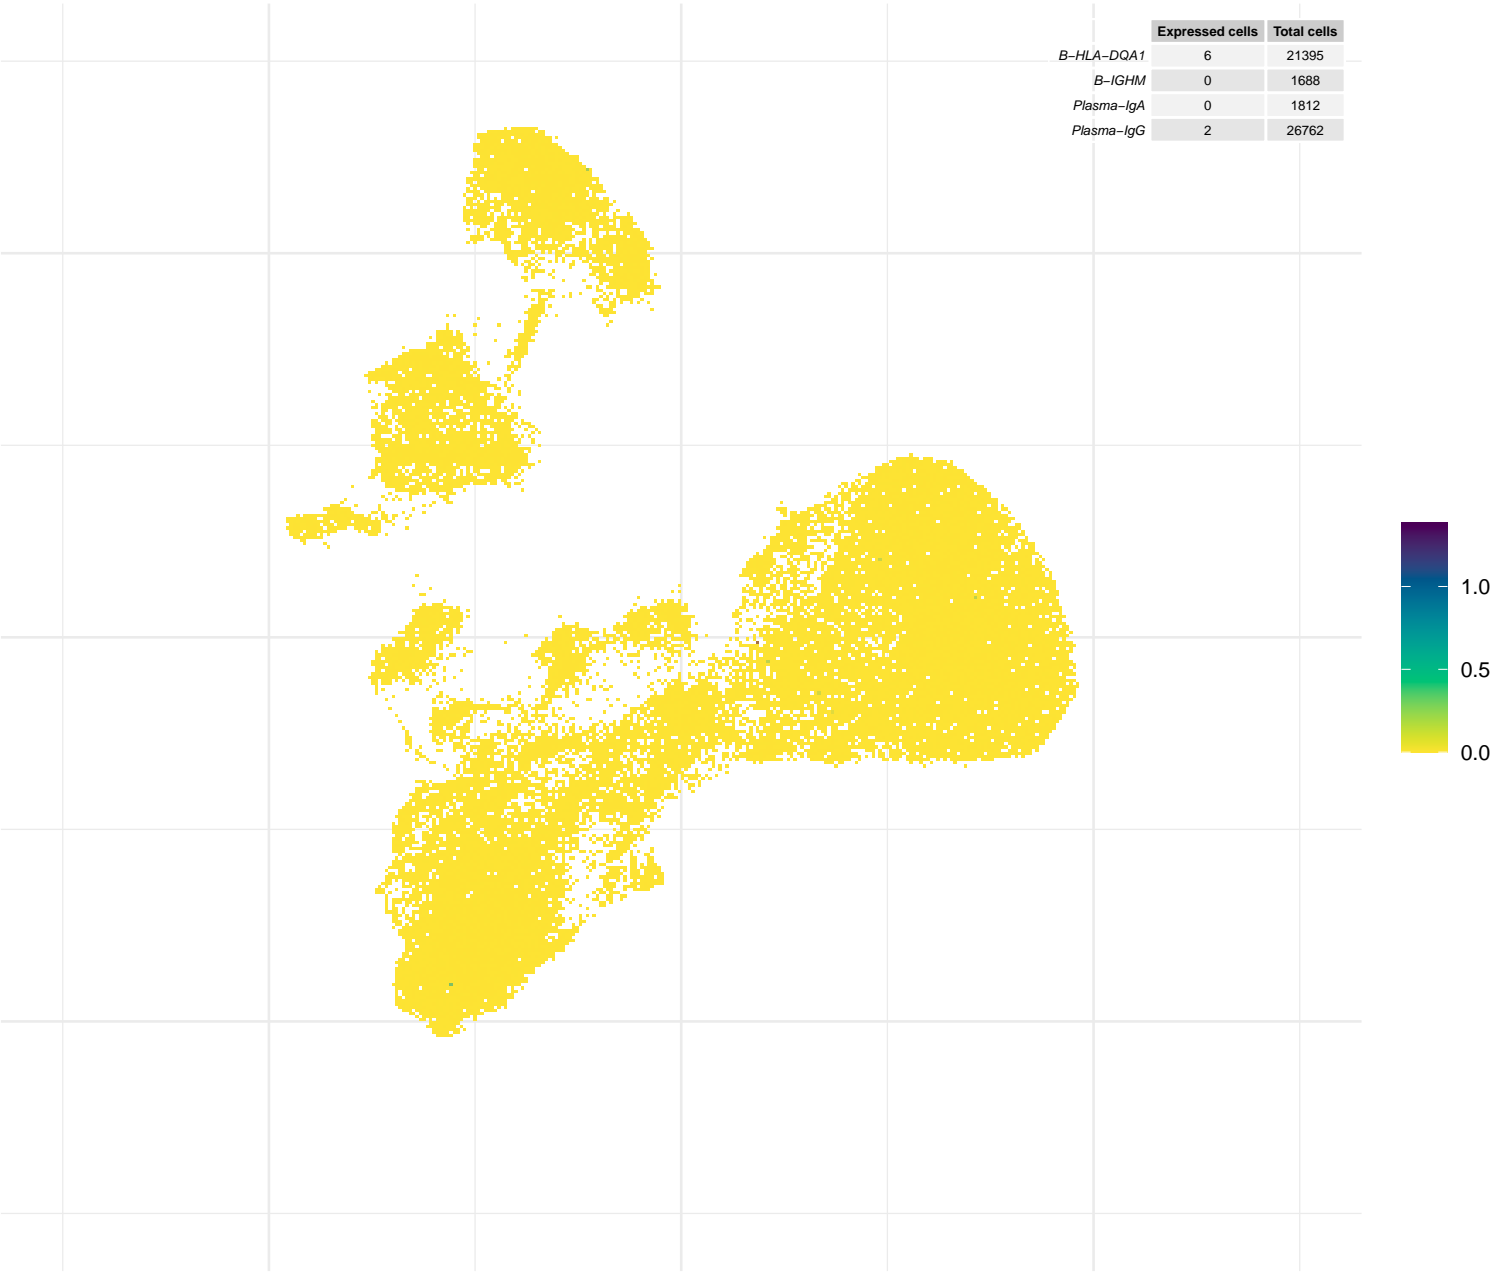 Expressed cells Total cells
B−HLA−DQA1 6 21395
B−IGHM 0 1688
Plasma−IgA 0 1812
Plasma−IgG 2 26762
1.0
0.5
0.0